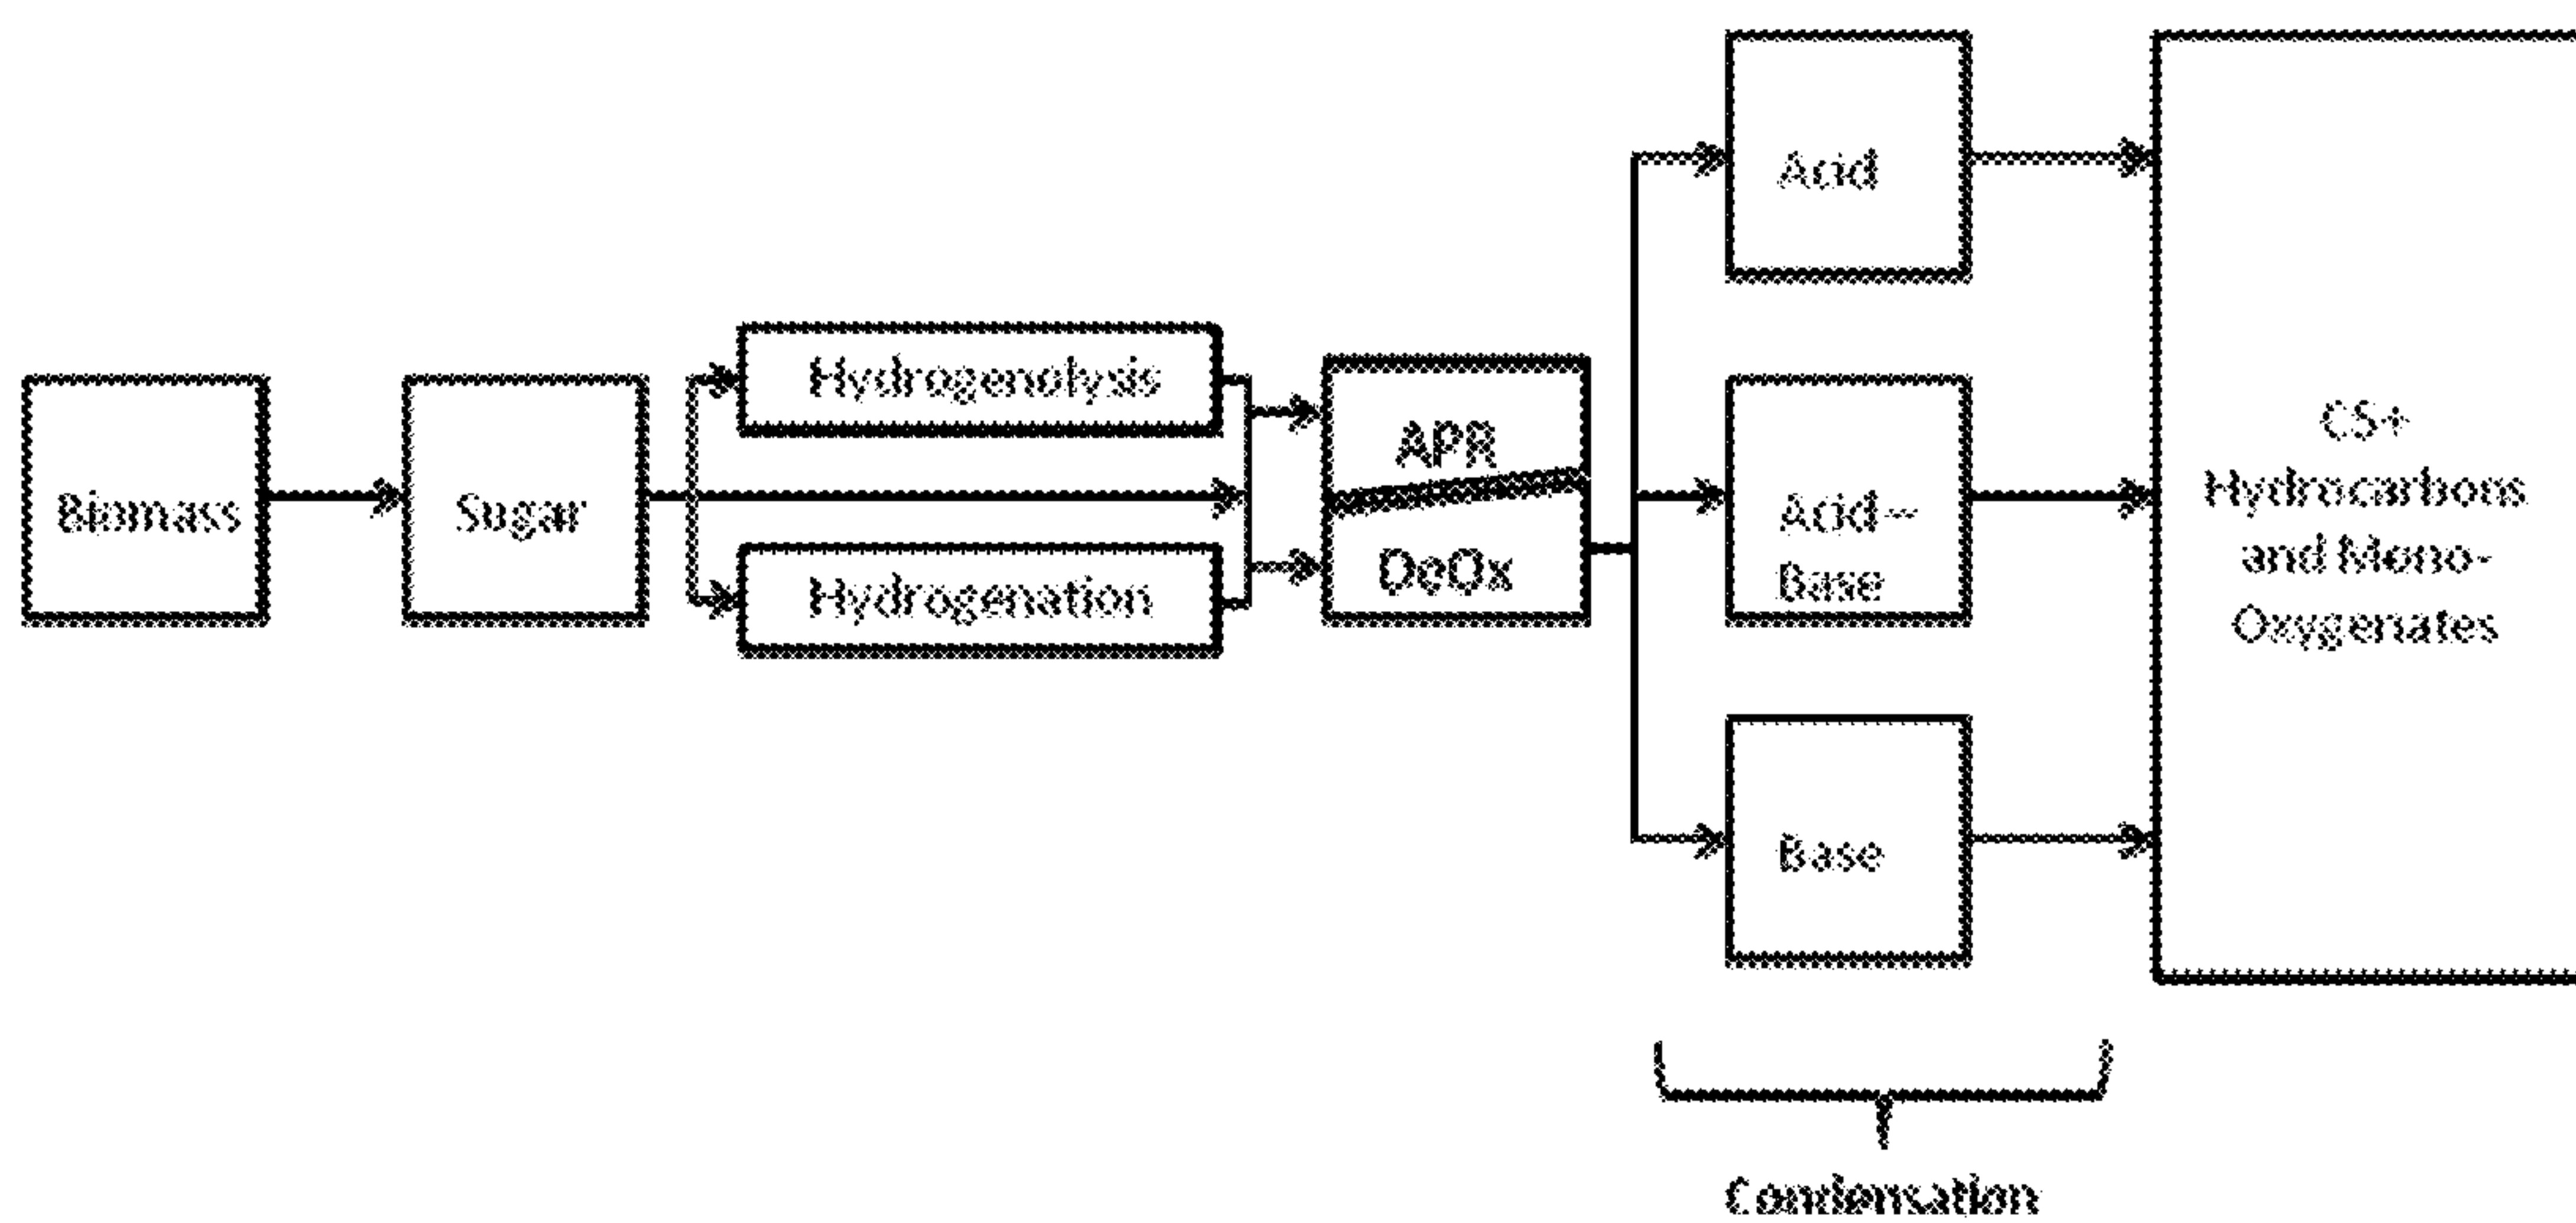 Biomass
Sugar
Hydrogenolysis
Hydrogenation
APR
DeOx
Acid
Acid-
Base
Base
C5+
Hydrocarbons
and Mono-
Oxygenates
Condensation